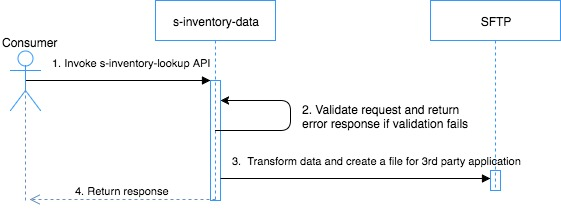 s-inventory-data
SFTP
Consumer
1. Invoke s-inventory-lookup API
2. Validate request and return
error response if validation fails
3. Transform data and create a file for 3rd party application
4. Return response